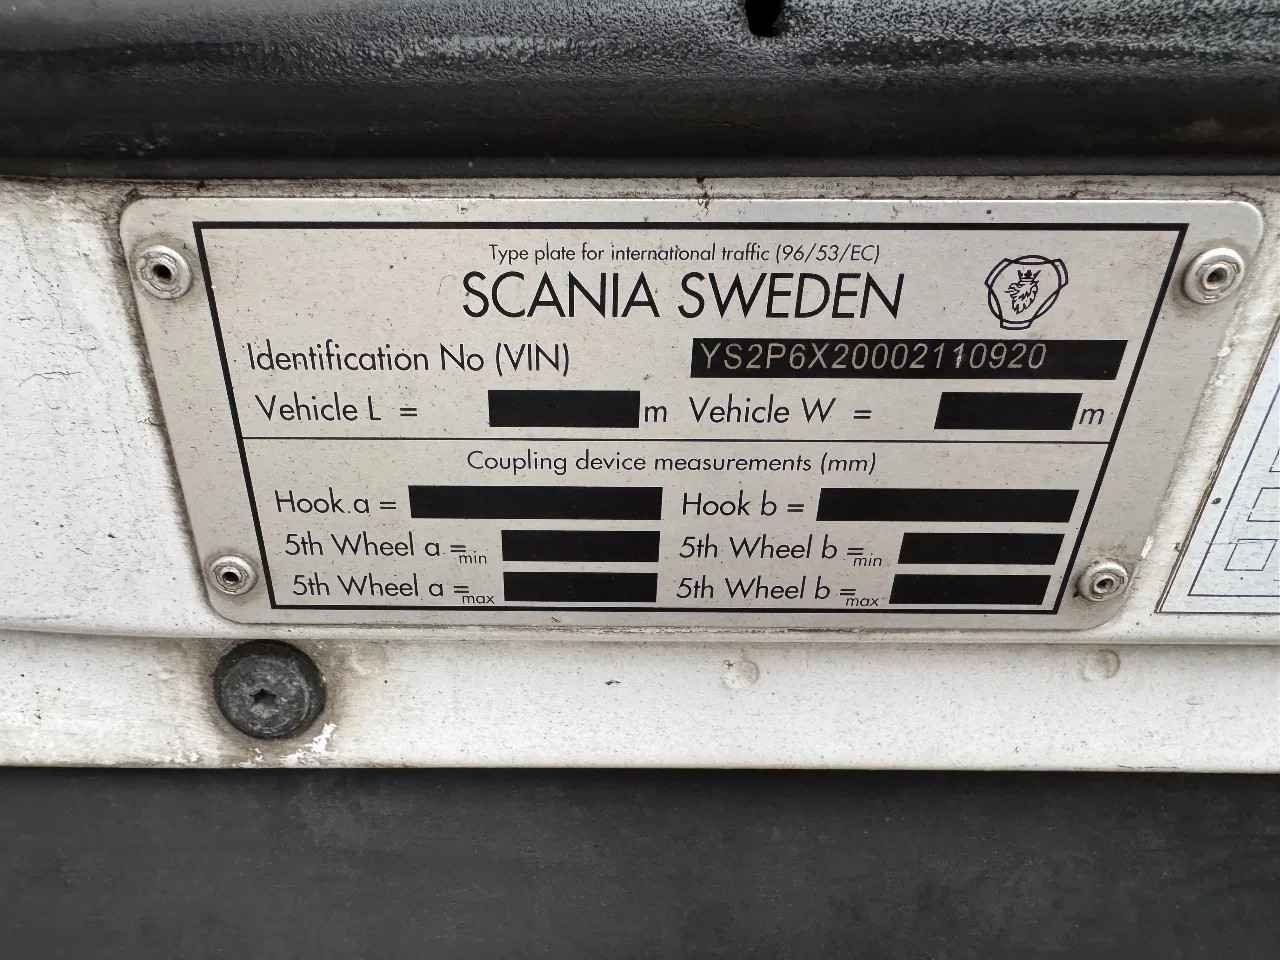 Type plate for international traffic (96/53/EC)
SCANIA SWEDEN
Identification No (VIN) YS2P6X20002110920
Vehicle L = m Vehicle W = m
Coupling device measurements (mm)
Hook a = Hook b =
5th Wheel a =min 5th Wheel b =min
5th Wheel a =max 5th Wheel b =max